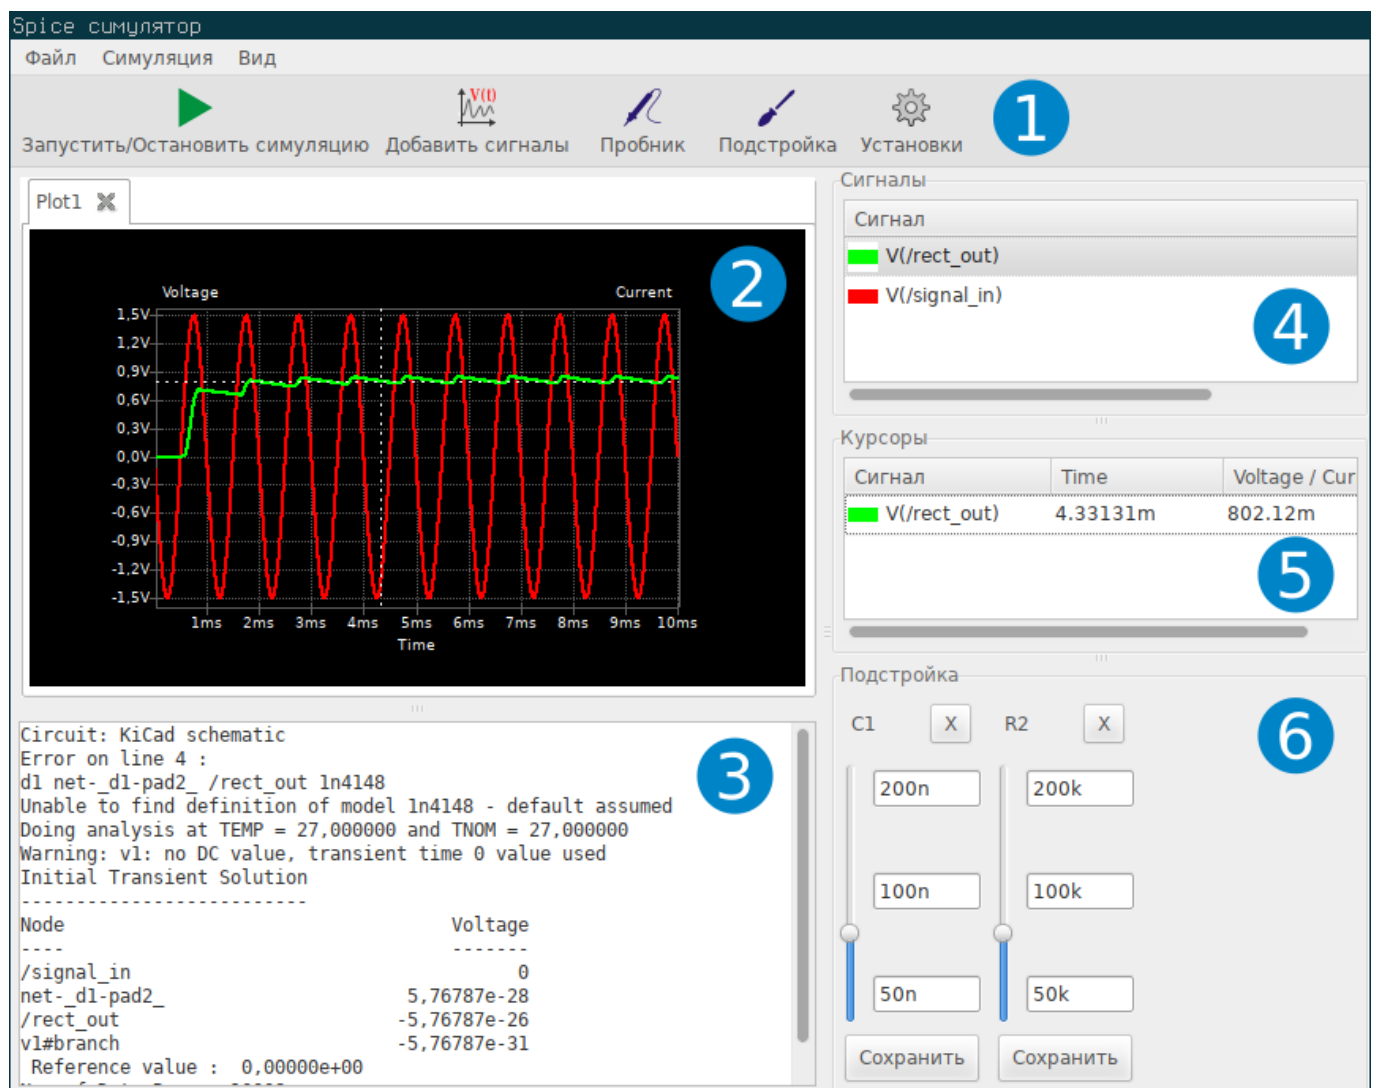 Spice симулятор
Файл Симуляция Вид
Запустить/Остановить симуляцию Добавить сигналы Пробник Подстройка Установки
V(t)
1
Plot1
2
Voltage Current
1,5V
1,2V
0,9V
0,6V
0,3V
0,0V
-0,3V
-0,6V
-0,9V
-1,2V
-1,5V
1ms 2ms 3ms 4ms 5ms 6ms 7ms 8ms 9ms 10ms
Time
Circuit: KiCad schematic
Error on line 4 :
d1 net-_d1-pad2_ /rect_out 1n4148
Unable to find definition of model 1n4148 - default assumed
Doing analysis at TEMP = 27,000000 and TNOM = 27,000000
Warning: v1: no DC value, transient time 0 value used
Initial Transient Solution
--------------------------
Node Voltage
---- -------
/signal_in 0
net-_d1-pad2_ 5,76787e-28
/rect_out -5,76787e-26
v1#branch -5,76787e-31
Reference value : 0,00000e+00
3
Сигналы
Сигнал
V(/rect_out)
V(/signal_in)
4
Курсоры
Сигнал Time Voltage / Cur
V(/rect_out) 4.33131m 802.12m
5
Подстройка
C1 X R2 X
6
200n 200k
100n 100k
50n 50k
Сохранить Сохранить